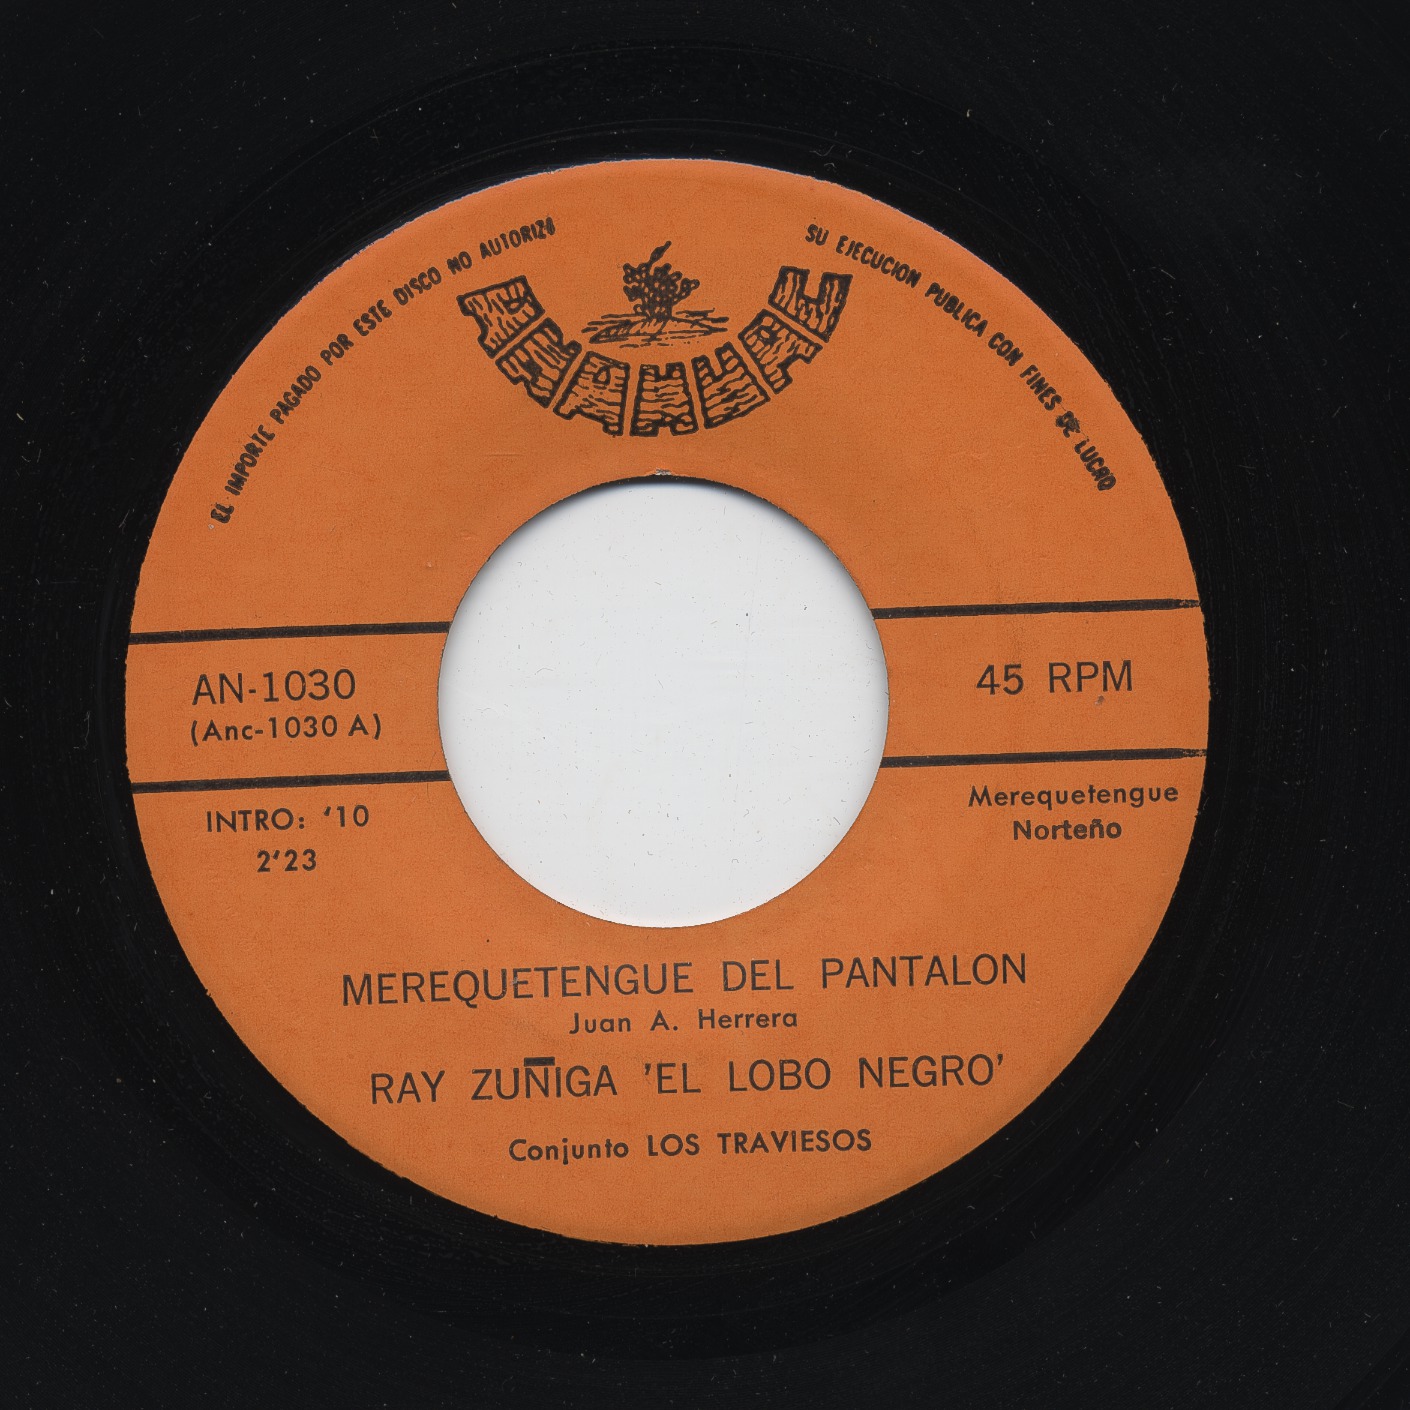 EL IMPORTE PAGADO POR ESTE DISCO NO AUTORIZA
SU EJECUCION PUBLICA CON FINES DE LUCRO
AN-1030
(Anc-1030 A)
45 RPM
INTRO: '10
2'23
Merequetengue
Norteño
MEREQUETENGUE DEL PANTALON
Juan A. Herrera
RAY ZUÑIGA 'EL LOBO NEGRO'
Conjunto LOS TRAVIESOS